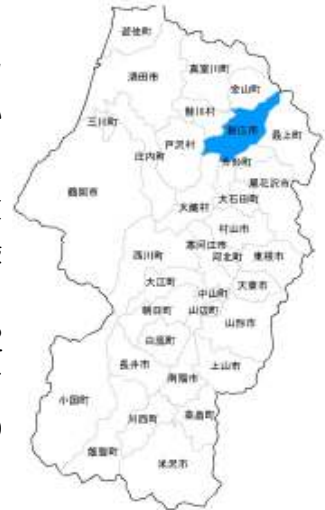 遊佐町
真室川町
酒田市
金山町
鮭川村
三川町
新庄市
最上町
戸沢村
庄内町
舟形町
尾花沢市
鶴岡市
大石田町
大蔵村
村山市
寒河江市
西川町
河北町
東根市
大江町
天童市
中山町
朝日町
山辺町
山形市
白鷹町
長井市
上山市
南陽市
小国町
川西町
高畠町
飯豊町
米沢市